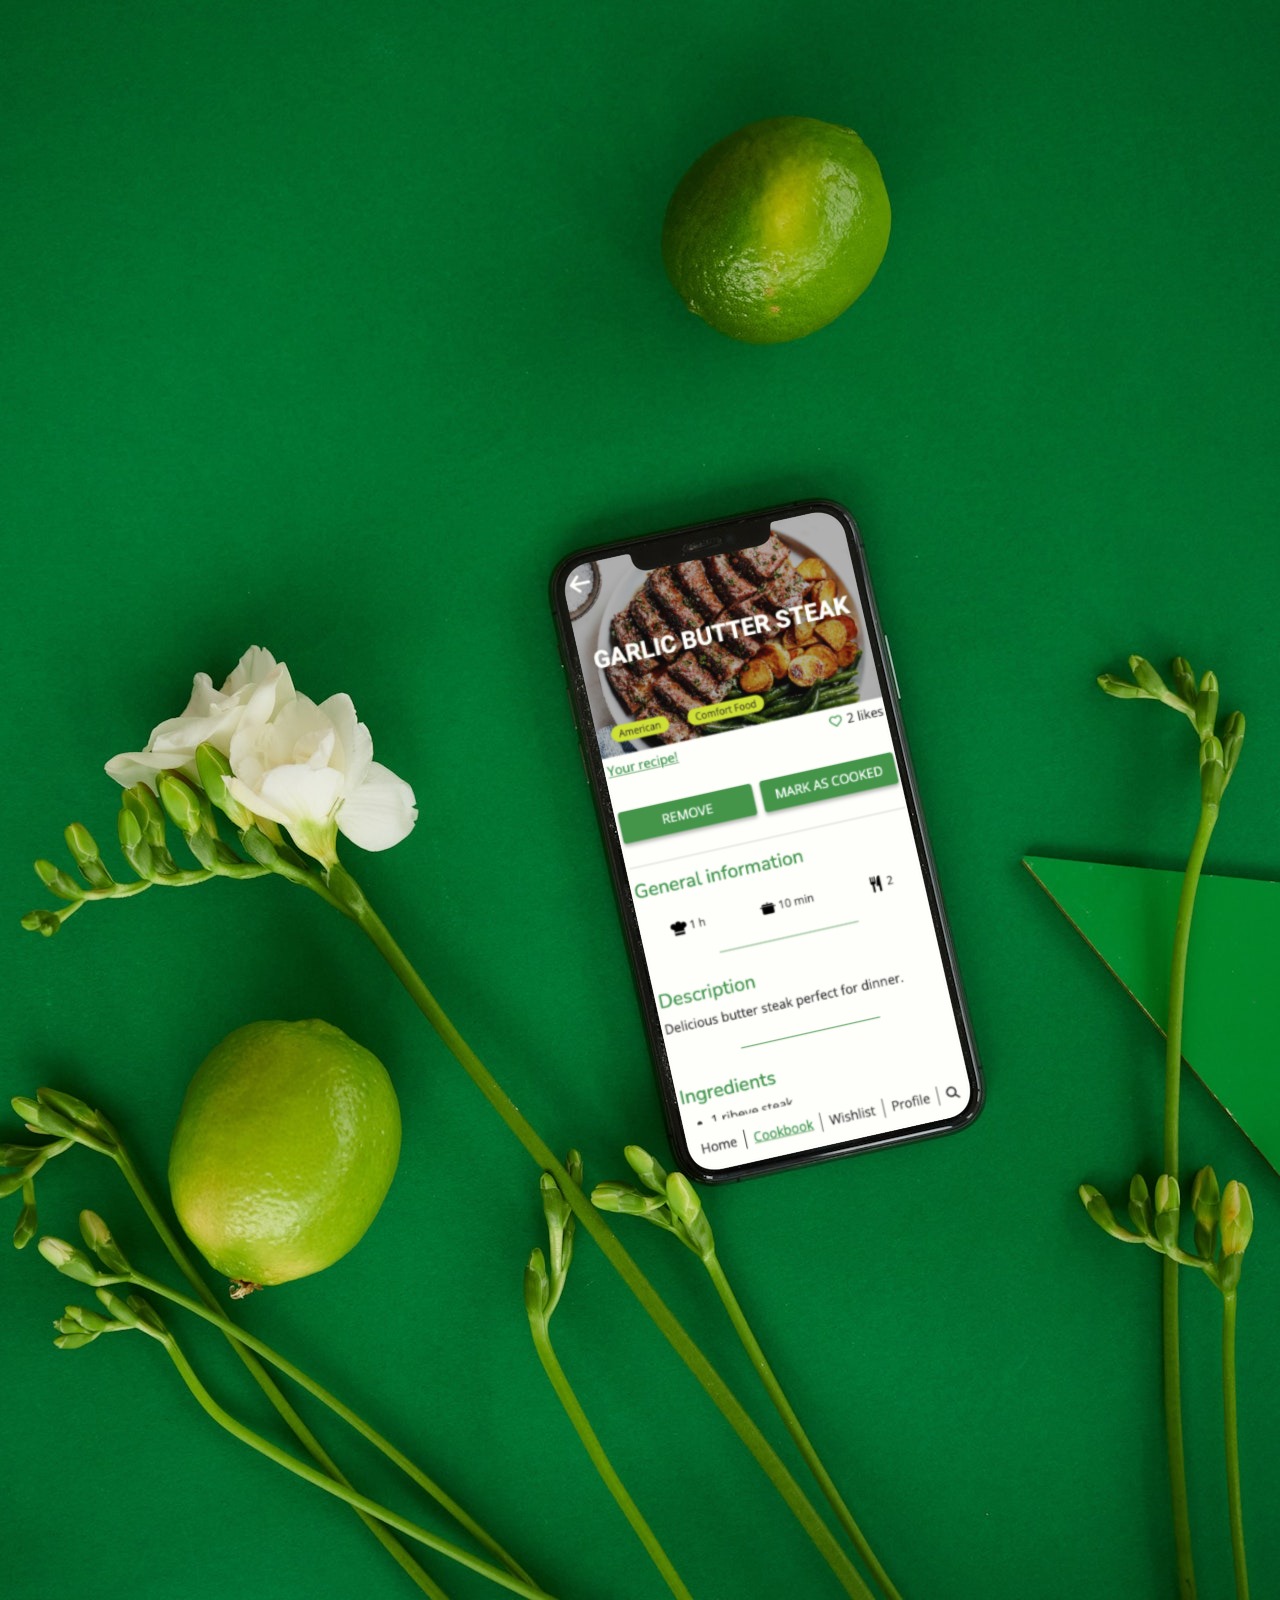 GARLIC BUTTER STEAK
American
Comfort Food
2 likes
Your recipe!
REMOVE
MARK AS COOKED
General information
1 h
10 min
2
Description
Delicious butter steak perfect for dinner.
Ingredients
1 ribeye steak
Home | Cookbook | Wishlist | Profile |